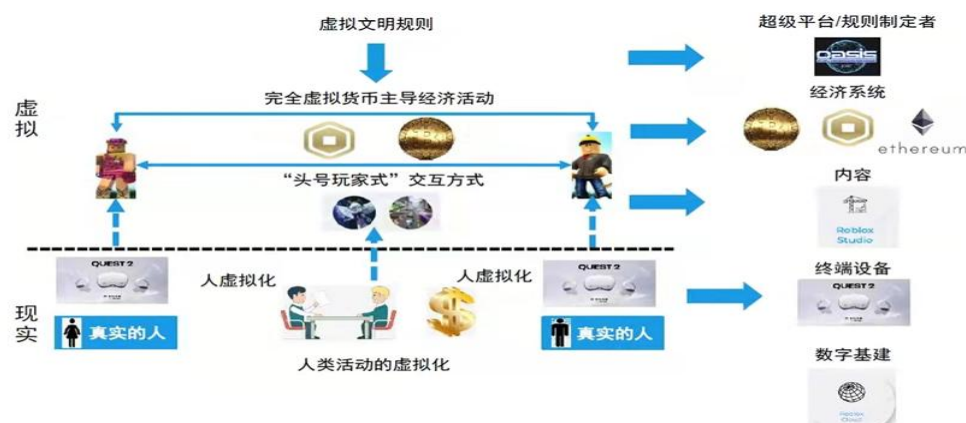 虚拟文明规则
超级平台/规则制定者
oasis
经济系统
虚拟
完全虚拟货币主导经济活动
ethereum
“头号玩家式”交互方式
内容
Roblox
Studio
QUEST 2
人虚拟化
人虚拟化
QUEST 2
终端设备
QUEST 2
现实
真实的人
真实的人
人类活动的虚拟化
数字基建
Roblox
Cloud